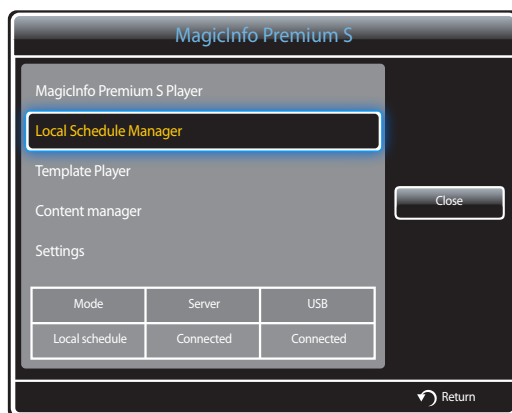 MagicInfo Premium S
MagicInfo Premium S Player
Local Schedule Manager
Template Player
Close
Content manager
Settings
Mode Server USB
Local schedule Connected Connected
Return